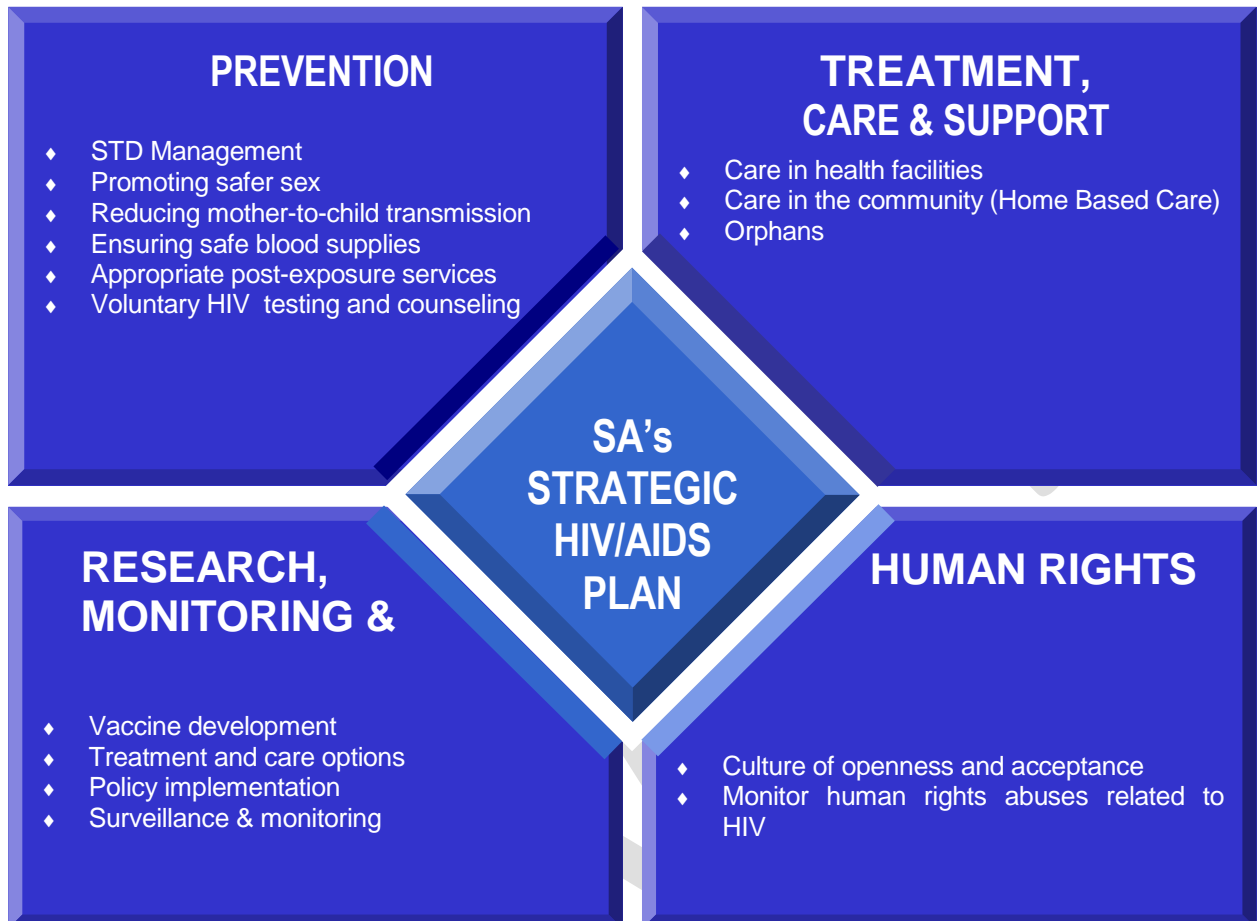 PREVENTION
♦ STD Management
♦ Promoting safer sex
♦ Reducing mother-to-child transmission
♦ Ensuring safe blood supplies
♦ Appropriate post-exposure services
♦ Voluntary HIV testing and counseling
TREATMENT,
CARE & SUPPORT
♦ Care in health facilities
♦ Care in the community (Home Based Care)
♦ Orphans
SA's
STRATEGIC
HIV/AIDS
PLAN
RESEARCH,
MONITORING &
♦ Vaccine development
♦ Treatment and care options
♦ Policy implementation
♦ Surveillance & monitoring
HUMAN RIGHTS
♦ Culture of openness and acceptance
♦ Monitor human rights abuses related to
HIV